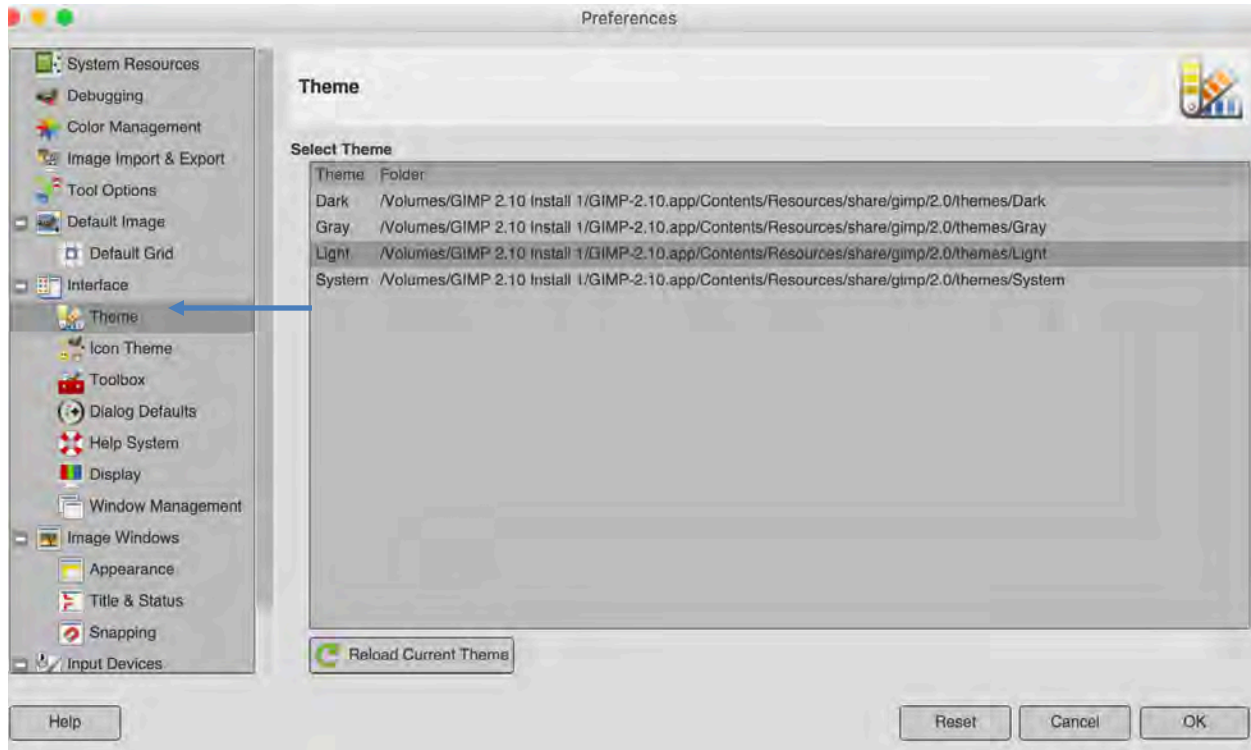 Preferences
System Resources
Debugging
Color Management
Image Import & Export
Tool Options
Default Image
Default Grid
Interface
Theme
Icon Theme
Toolbox
Dialog Defaults
Help System
Display
Window Management
Image Windows
Appearance
Title & Status
Snapping
Input Devices
Theme
Select Theme
Theme Folder
Dark /Volumes/GIMP 2.10 Install 1/GIMP-2.10.app/Contents/Resources/share/gimp/2.0/themes/Dark
Gray /Volumes/GIMP 2.10 Install 1/GIMP-2.10.app/Contents/Resources/share/gimp/2.0/themes/Gray
Light /Volumes/GIMP 2.10 Install 1/GIMP-2.10.app/Contents/Resources/share/gimp/2.0/themes/Light
System /Volumes/GIMP 2.10 Install 1/GIMP-2.10.app/Contents/Resources/share/gimp/2.0/themes/System
Reload Current Theme
Help
Reset
Cancel
OK